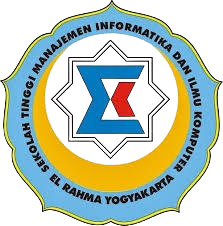 SEKOLAH TINGGI MANAJEMEN INFORMATIKA DAN ILMU KOMPUTER
EL RAHMA YOGYAKARTA